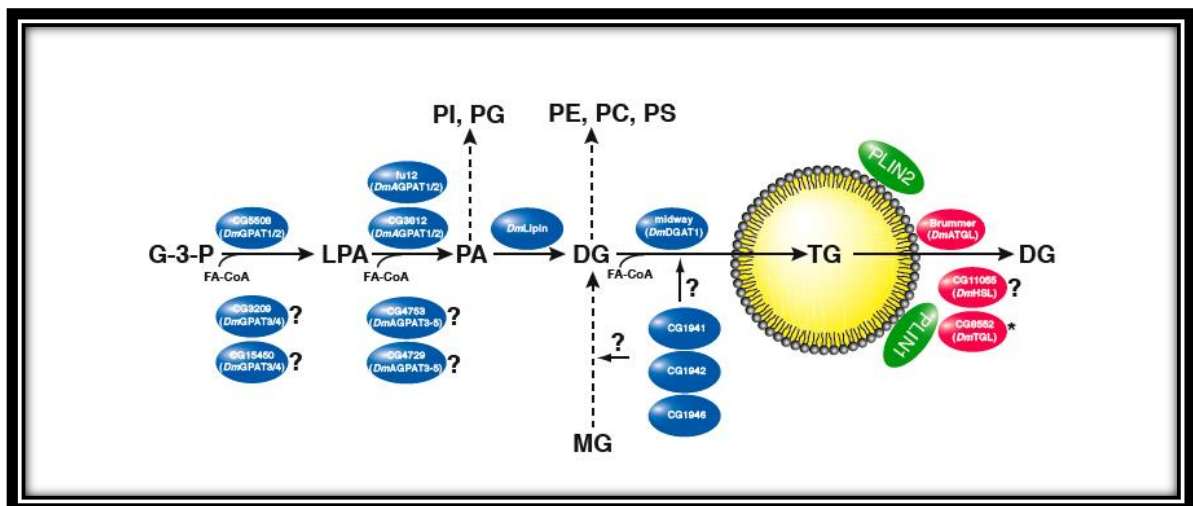 PI, PG
PE, PC, PS
PLIN2
fu12
(DmAGPAT1/2)
CG5508
(DmGPAT1/2)
CG3812
(DmAGPAT1/2)
DmLipin
midway
(DmDGAT1)
Brummer
(DmATGL)
G-3-P
LPA
PA
DG
TG
DG
FA-CoA
FA-CoA
FA-CoA
?
CG11055
(DmHSL)
?
CG3209
(DmGPAT3/4)
?
CG4753
(DmAGPAT3-5)
?
CG1941
PLIN1
CG8552
(DmTGL)
*
CG15450
(DmGPAT3/4)
?
CG4729
(DmAGPAT3-5)
?
?
CG1942
CG1946
MG